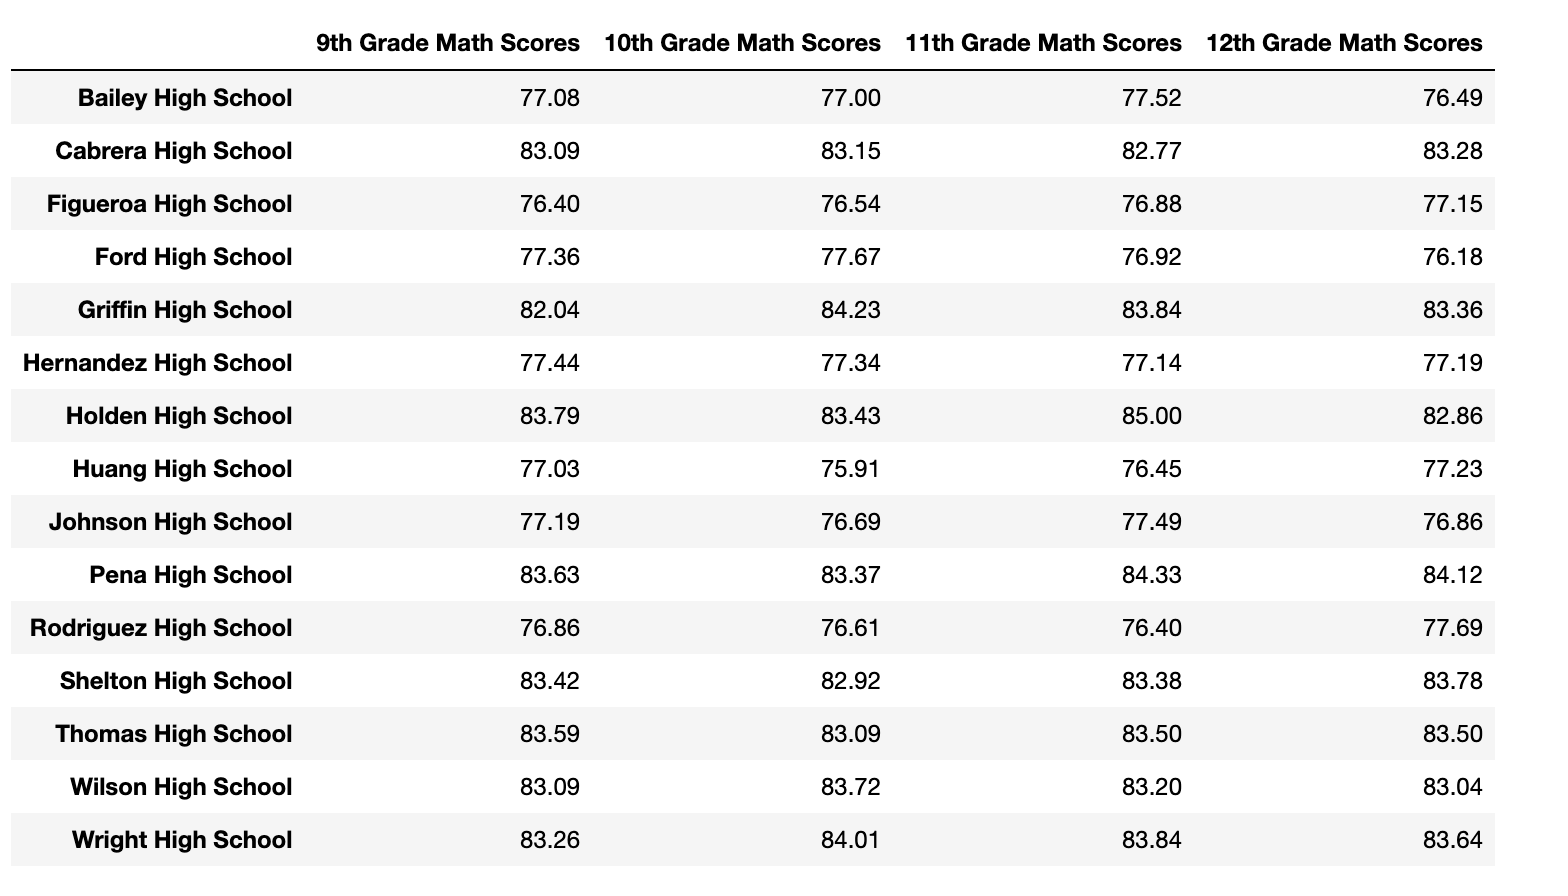 9th Grade Math Scores 10th Grade Math Scores 11th Grade Math Scores 12th Grade Math Scores
Bailey High School 77.08 77.00 77.52 76.49
Cabrera High School 83.09 83.15 82.77 83.28
Figueroa High School 76.40 76.54 76.88 77.15
Ford High School 77.36 77.67 76.92 76.18
Griffin High School 82.04 84.23 83.84 83.36
Hernandez High School 77.44 77.34 77.14 77.19
Holden High School 83.79 83.43 85.00 82.86
Huang High School 77.03 75.91 76.45 77.23
Johnson High School 77.19 76.69 77.49 76.86
Pena High School 83.63 83.37 84.33 84.12
Rodriguez High School 76.86 76.61 76.40 77.69
Shelton High School 83.42 82.92 83.38 83.78
Thomas High School 83.59 83.09 83.50 83.50
Wilson High School 83.09 83.72 83.20 83.04
Wright High School 83.26 84.01 83.84 83.64